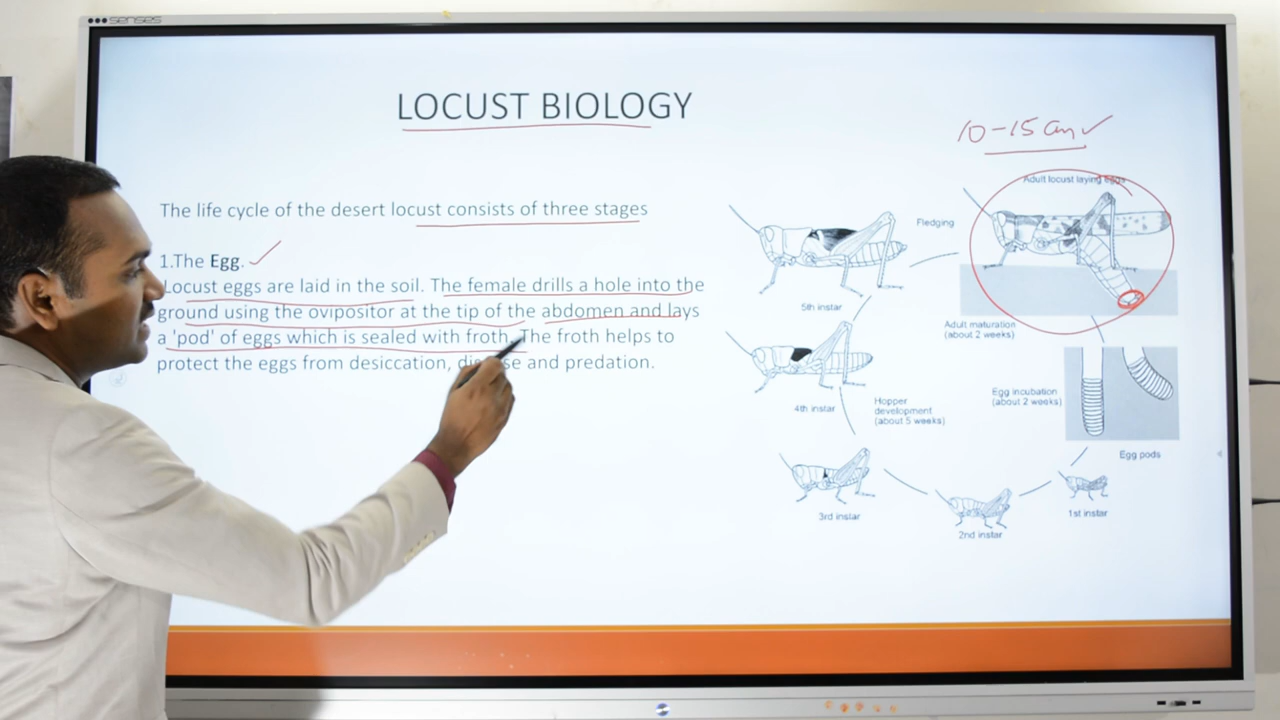 senses
LOCUST BIOLOGY
10-15 cm
The life cycle of the desert locust consists of three stages
1.The Egg.
Locust eggs are laid in the soil. The female drills a hole into the
ground using the ovipositor at the tip of the abdomen and lays
a 'pod' of eggs which is sealed with froth. The froth helps to
protect the eggs from desiccation, disease and predation.
Adult locust laying eggs
Fledging
5th instar
Adult maturation
(about 2 weeks)
4th instar
Hopper
development
(about 5 weeks)
Egg incubation
(about 2 weeks)
Egg pods
3rd instar
2nd instar
1st instar